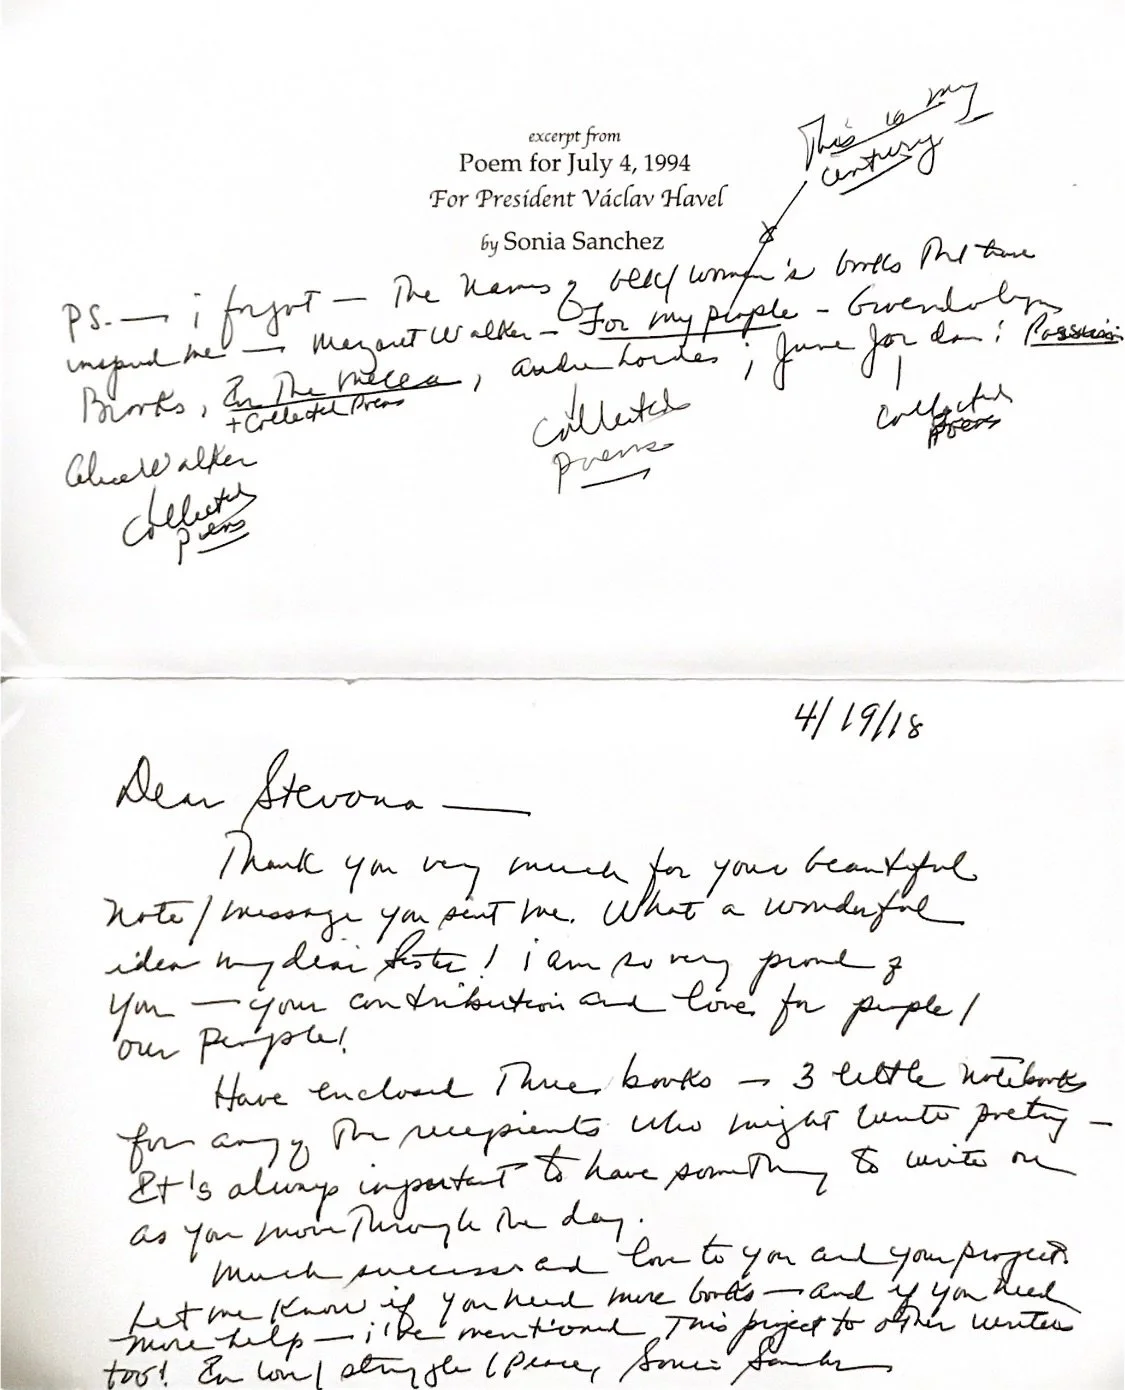 This is my
century
excerpt from
Poem for July 4, 1994
For President Václav Havel
by Sonia Sanchez
PS. — i forgot — The names of blk/women's books that have
inspired me — Margaret Walker – For my people – Gwendolyn
Brooks, In The Mecca, Audre Lordes; June Jordan:
+ Collected Poems
Collected
Poems
Collected
Poems
Alice Walker
Collected
Poems
4/19/18
Dear Stevona —
Thank you very much for your beautiful
note/message you sent me. What a wonderful
idea my dear Sister! i am so very proud of
you — your contribution and love for people/
our People!
Have enclosed Three books — 3 little notebooks
for any of the recipients who might write poetry —
It's always important to have something to write on
as you move Through the day.
Much success and love to you and your project.
Let me Know if you need more books — and if you need
more help — i've mentioned This project to other writers
too! In love/struggle/Peace, Sonia Sanchez